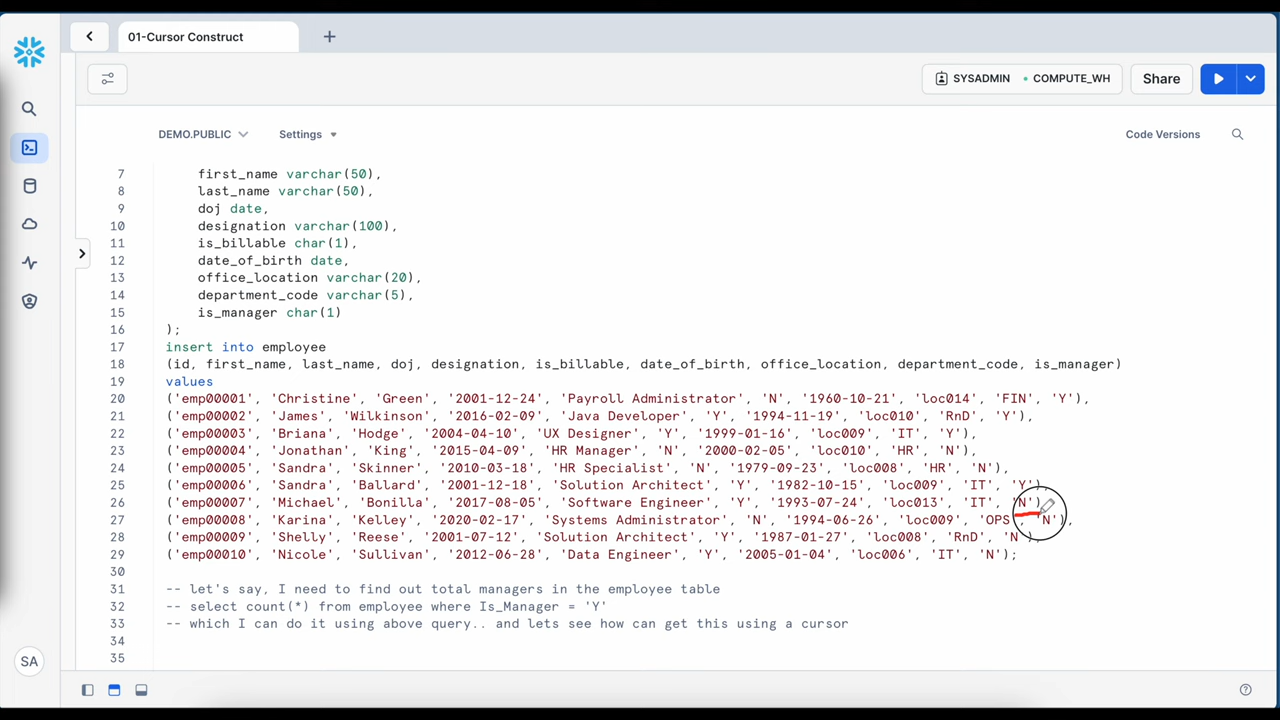 01-Cursor Construct
SYSADMIN
COMPUTE_WH
Share
DEMO.PUBLIC
Settings
Code Versions
7 first_name varchar(50),
8 last_name varchar(50),
9 doj date,
10 designation varchar(100),
11 is_billable char(1),
12 date_of_birth date,
13 office_location varchar(20),
14 department_code varchar(5),
15 is_manager char(1)
16 );
17 insert into employee
18 (id, first_name, last_name, doj, designation, is_billable, date_of_birth, office_location, department_code, is_manager)
19 values
20 ('emp00001', 'Christine', 'Green', '2001-12-24', 'Payroll Administrator', 'N', '1960-10-21', 'loc014', 'FIN', 'Y'),
21 ('emp00002', 'James', 'Wilkinson', '2016-02-09', 'Java Developer', 'Y', '1994-11-19', 'loc010', 'RnD', 'Y'),
22 ('emp00003', 'Briana', 'Hodge', '2004-04-10', 'UX Designer', 'Y', '1999-01-16', 'loc009', 'IT', 'Y'),
23 ('emp00004', 'Jonathan', 'King', '2015-04-09', 'HR Manager', 'N', '2000-02-05', 'loc010', 'HR', 'N'),
24 ('emp00005', 'Sandra', 'Skinner', '2010-03-18', 'HR Specialist', 'N', '1979-09-23', 'loc008', 'HR', 'N'),
25 ('emp00006', 'Sandra', 'Ballard', '2001-12-18', 'Solution Architect', 'Y', '1982-10-15', 'loc009', 'IT', 'Y'),
26 ('emp00007', 'Michael', 'Bonilla', '2017-08-05', 'Software Engineer', 'Y', '1993-07-24', 'loc013', 'IT', 'N'),
27 ('emp00008', 'Karina', 'Kelley', '2020-02-17', 'Systems Administrator', 'N', '1994-06-26', 'loc009', 'OPS', 'N'),
28 ('emp00009', 'Shelly', 'Reese', '2001-07-12', 'Solution Architect', 'Y', '1987-01-27', 'loc008', 'RnD', 'N'),
29 ('emp00010', 'Nicole', 'Sullivan', '2012-06-28', 'Data Engineer', 'Y', '2005-01-04', 'loc006', 'IT', 'N');
30
31 -- let's say, I need to find out total managers in the employee table
32 -- select count(*) from employee where Is_Manager = 'Y'
33 -- which I can do it using above query.. and lets see how can get this using a cursor
34
35
SA